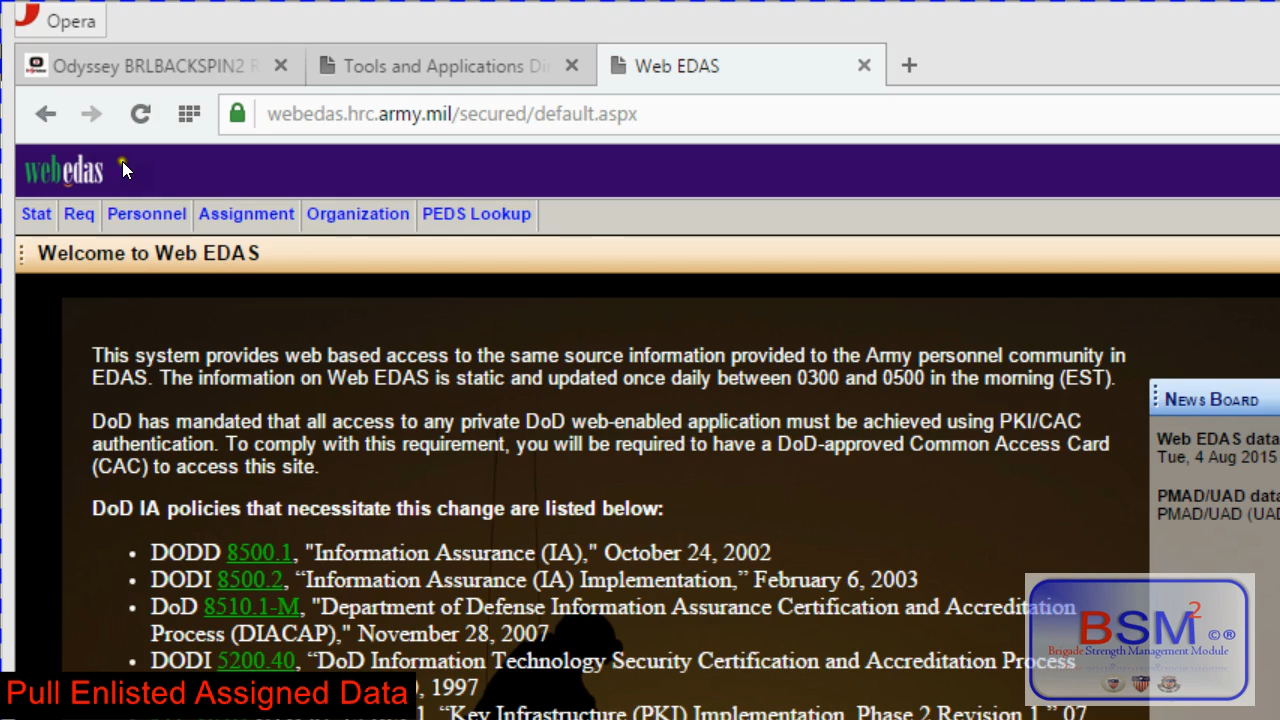 Opera
Odyssey BRLBACKSPIN2 R
Tools and Applications Di
Web EDAS
webedas.hrc.army.mil/secured/default.aspx
webedas
Stat Req Personnel Assignment Organization PEDS Lookup
Welcome to Web EDAS
This system provides web based access to the same source information provided to the Army personnel community in
EDAS. The information on Web EDAS is static and updated once daily between 0300 and 0500 in the morning (EST).
DoD has mandated that all access to any private DoD web-enabled application must be achieved using PKI/CAC
authentication. To comply with this requirement, you will be required to have a DoD-approved Common Access Card
(CAC) to access this site.
DoD IA policies that necessitate this change are listed below:
• DODD 8500.1, "Information Assurance (IA)," October 24, 2002
• DODI 8500.2, “Information Assurance (IA) Implementation,” February 6, 2003
• DoD 8510.1-M, "Department of Defense Information Assurance Certification and Accreditation
Process (DIACAP)," November 28, 2007
• DODI 5200.40, “DoD Information Technology Security Certification and Accreditation Process
, 1997
“Key Infrastructure (PKI) Implementation, Phase 2 Revision 1,” 07
News Board
Web EDAS data
Tue, 4 Aug 2015
PMAD/UAD data
PMAD/UAD (UAD
BSM2 ©®
Brigade Strength Management Module
Pull Enlisted Assigned Data